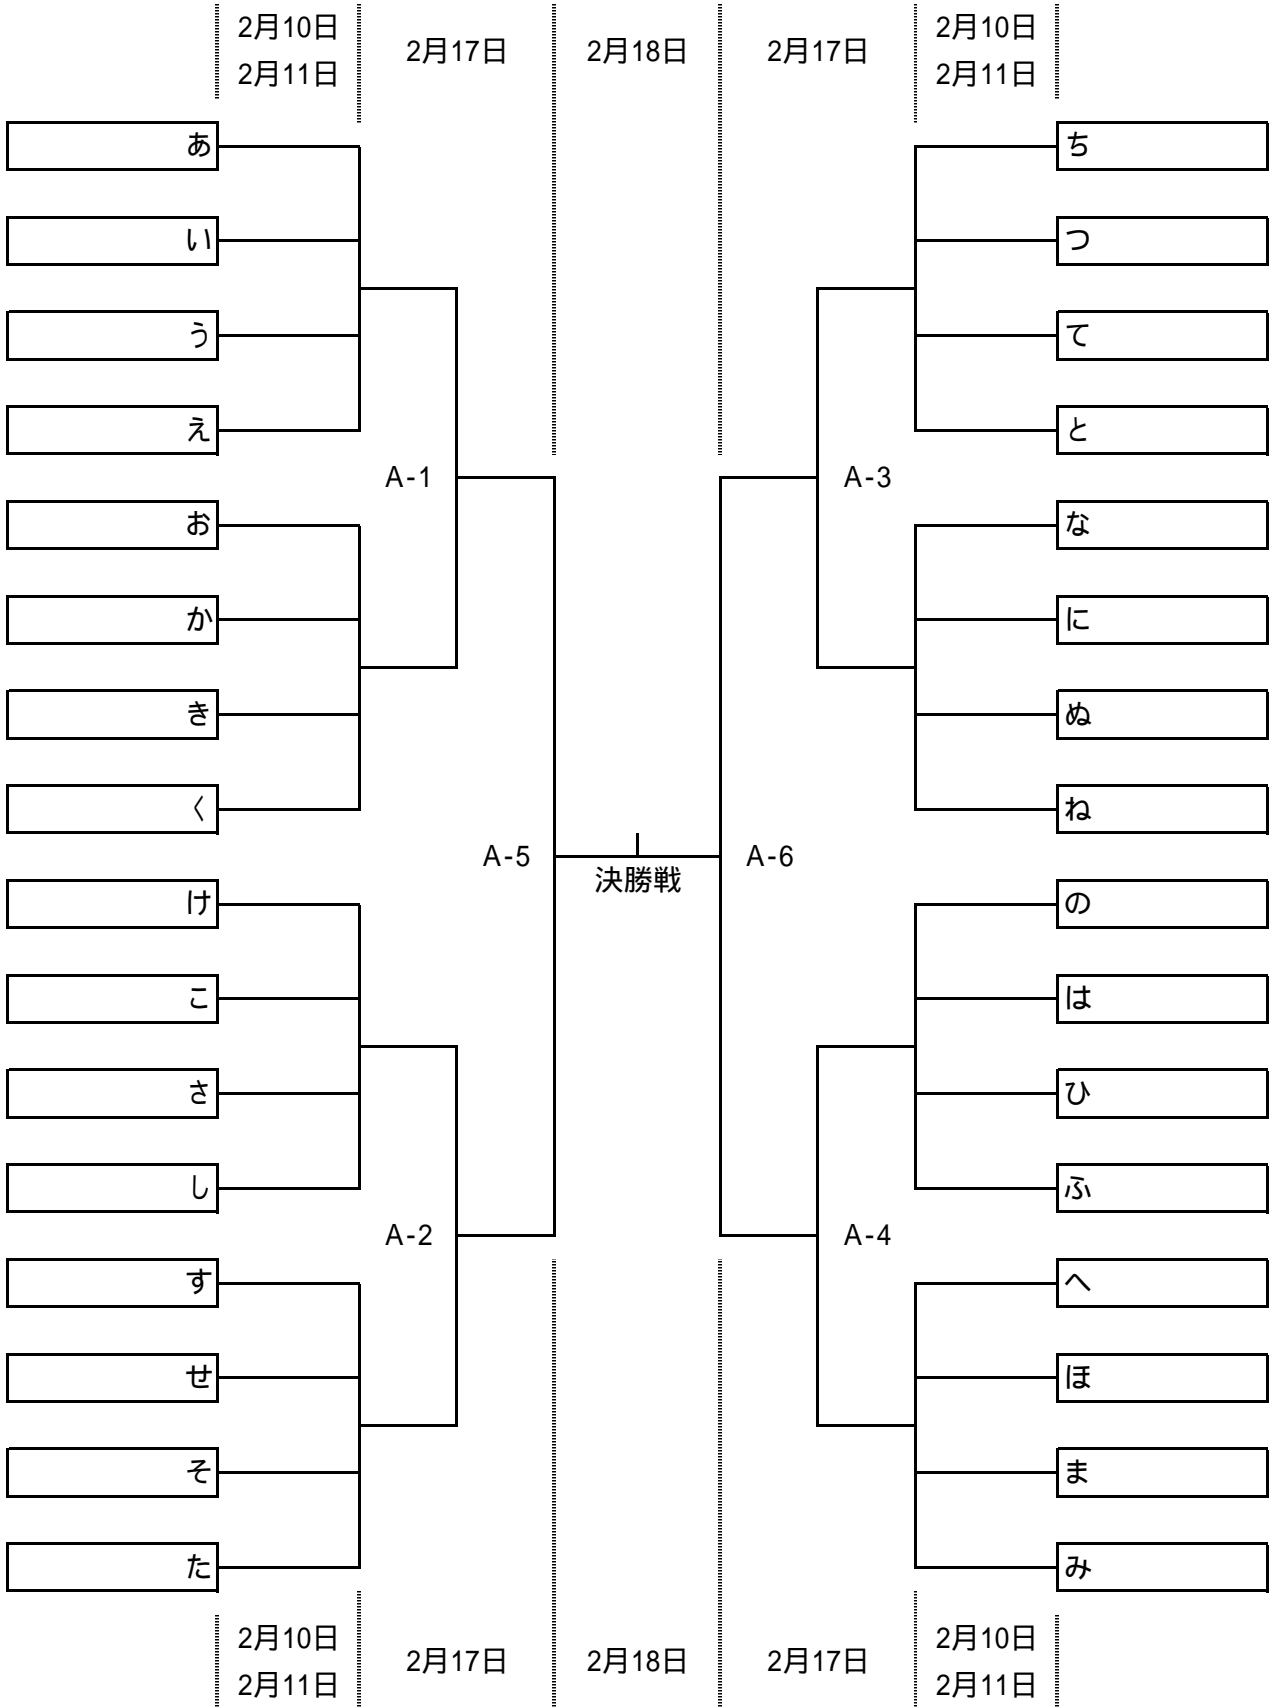 2月10日
2月11日
2月17日
2月18日
2月17日
2月10日
2月11日
あ
ち
い
つ
う
て
え
と
A-1
A-3
お
な
か
に
き
ぬ
く
ね
A-5
A-6
決勝戦
け
の
こ
は
さ
ひ
し
ふ
A-2
A-4
す
へ
せ
ほ
そ
ま
た
み
2月10日
2月11日
2月17日
2月18日
2月17日
2月10日
2月11日